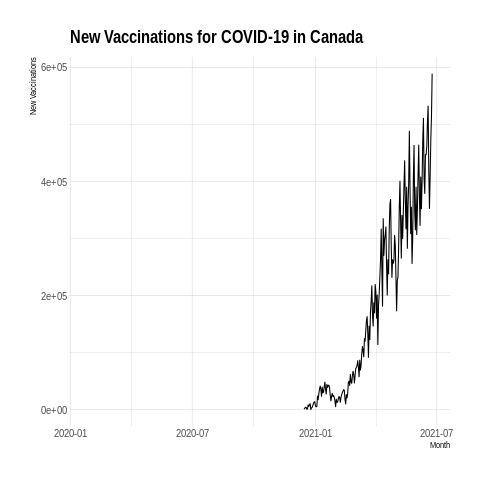 New Vaccinations for COVID-19 in Canada
New Vaccinations
6e+05
4e+05
2e+05
0e+00
2020-01 2020-07 2021-01 2021-07
Month